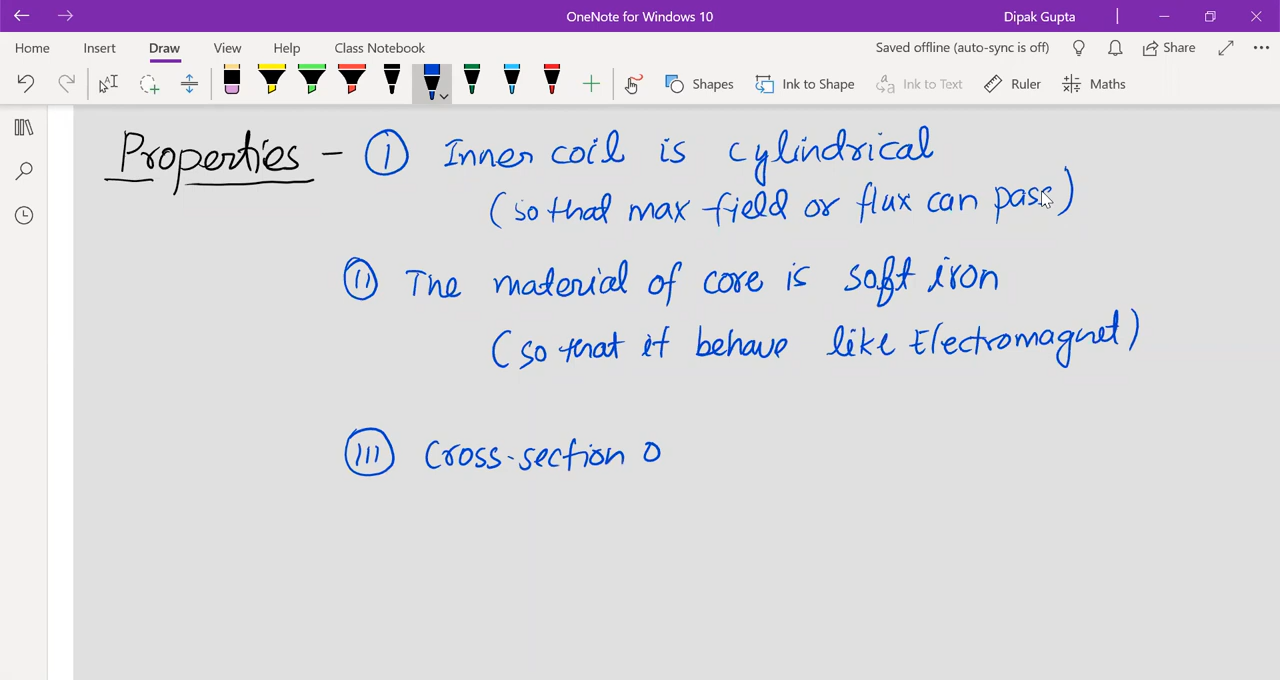 OneNote for Windows 10
Dipak Gupta
Home Insert Draw View Help Class Notebook
Saved offline (auto-sync is off) Share
Shapes Ink to Shape Ink to Text Ruler Maths
Properties - (i) Inner coil is cylindrical
(so that max field or flux can pass)
(ii) The material of core is soft iron
(so that it behave like Electromagnet)
(iii) Cross-section o